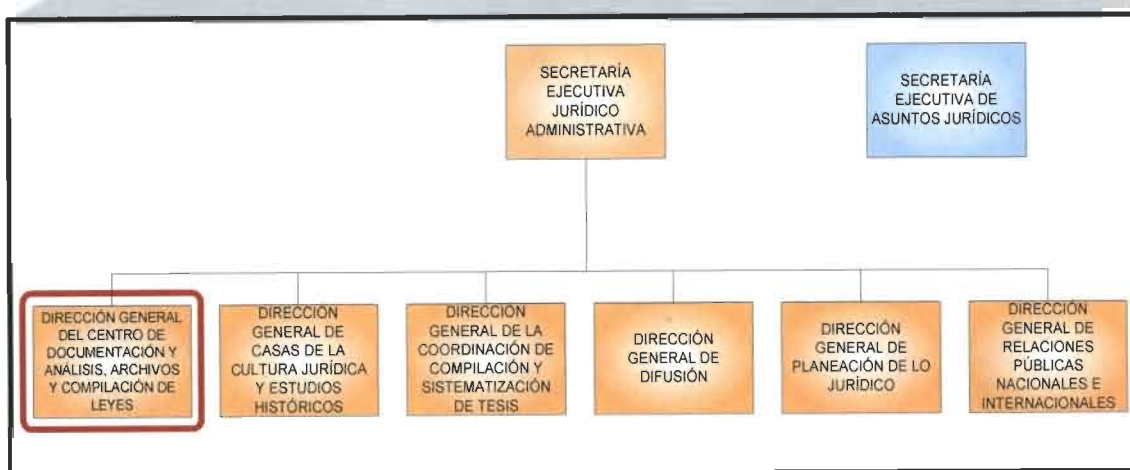 SECRETARÍA
EJECUTIVA
JURÍDICO
ADMINISTRATIVA
SECRETARÍA
EJECUTIVA DE
ASUNTOS JURÍDICOS
DIRECCIÓN GENERAL
DEL CENTRO DE
DOCUMENTACIÓN Y
ANÁLISIS, ARCHIVOS
Y COMPILACIÓN DE
LEYES
DIRECCIÓN
GENERAL DE
CASAS DE LA
CULTURA JURÍDICA
Y ESTUDIOS
HISTÓRICOS
DIRECCIÓN
GENERAL DE LA
COORDINACIÓN DE
COMPILACIÓN Y
SISTEMATIZACIÓN
DE TESIS
DIRECCIÓN
GENERAL DE
DIFUSIÓN
DIRECCIÓN
GENERAL DE
PLANEACIÓN DE LO
JURÍDICO
DIRECCIÓN
GENERAL DE
RELACIONES
PÚBLICAS
NACIONALES E
INTERNACIONALES